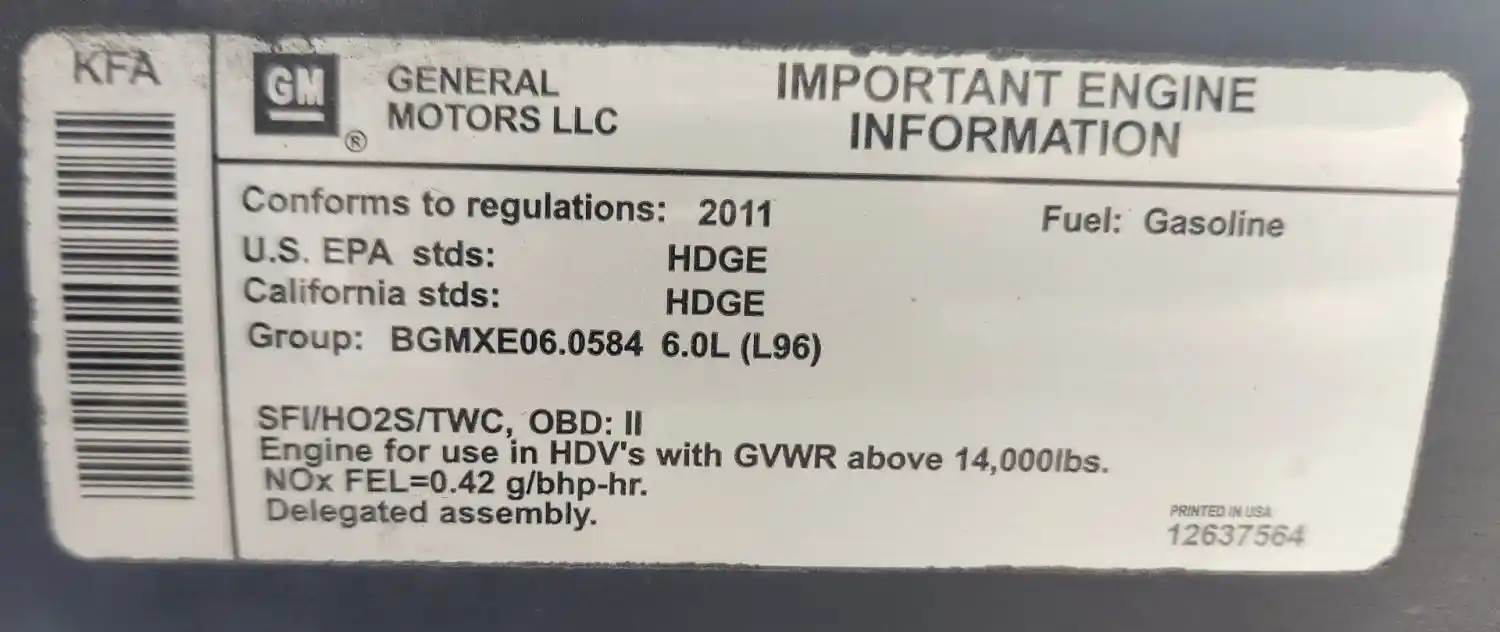 KFA
GM
®
GENERAL
MOTORS LLC
IMPORTANT ENGINE
INFORMATION
Conforms to regulations: 2011
Fuel: Gasoline
U.S. EPA stds: HDGE
California stds: HDGE
Group: BGMXE06.0584 6.0L (L96)
SFI/HO2S/TWC, OBD: II
Engine for use in HDV's with GVWR above 14,000lbs.
NOx FEL=0.42 g/bhp-hr.
Delegated assembly.
PRINTED IN USA
12637564